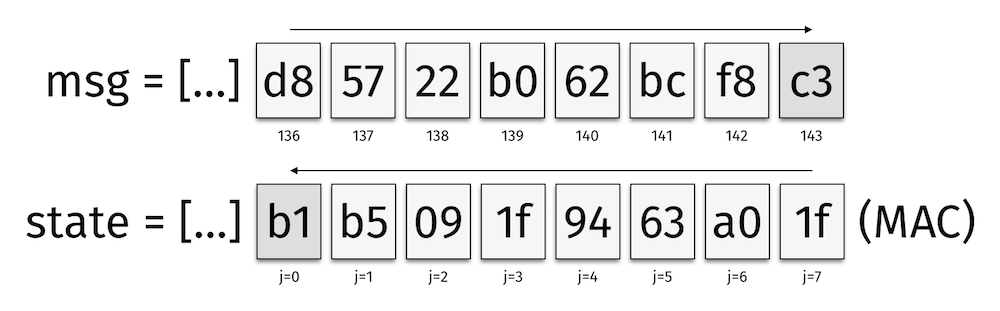 msg = [...] d8 57 22 b0 62 bc f8 c3
136 137 138 139 140 141 142 143
state = [...] b1 b5 09 1f 94 63 a0 1f (MAC)
j=0 j=1 j=2 j=3 j=4 j=5 j=6 j=7